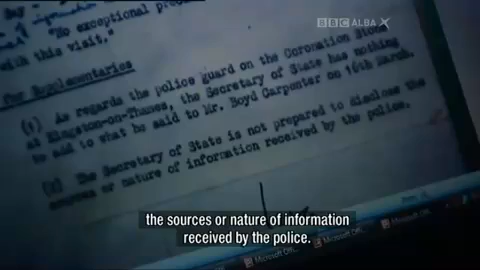 BBC ALBA
"No exceptional
with this visit."
For Supplementaries
(1) As regards the police guard on the Coronation Stone
at Kingston-on-Thames, the Secretary of State has nothing
to add to what he said to Mr. Boyd Carpenter on 16th March.
(2) The Secretary of State is not prepared to disclose the
sources or nature of information received by the police.
the sources or nature of information
received by the police.
Microsoft Off...
Microsoft Off...
Microsoft Off...